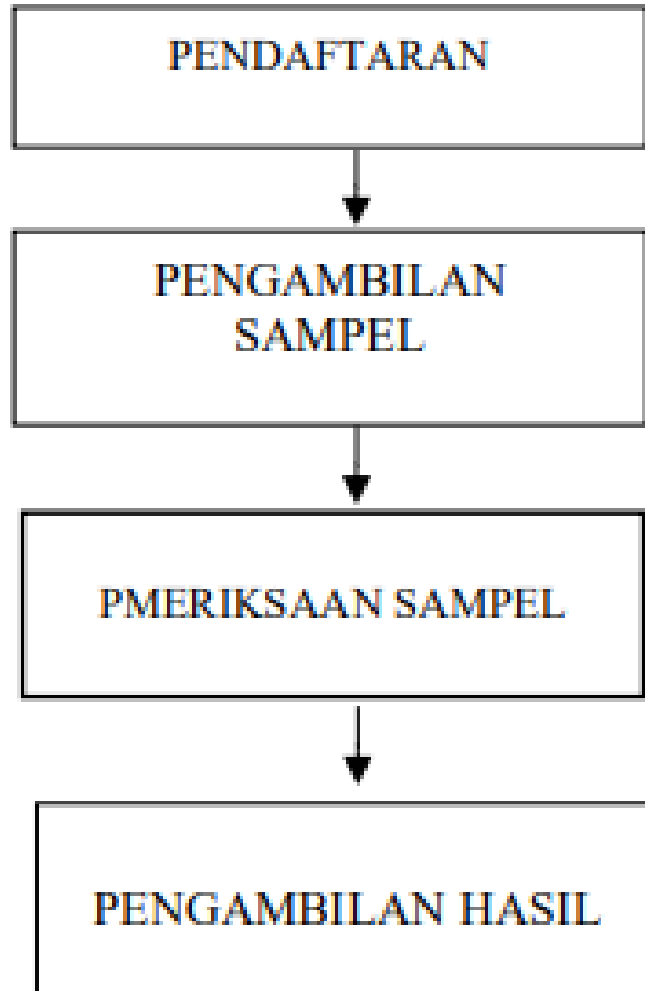 PENDAFTARAN
PENGAMBILAN
SAMPEL
PMERIKSAAN SAMPEL
PENGAMBILAN HASIL